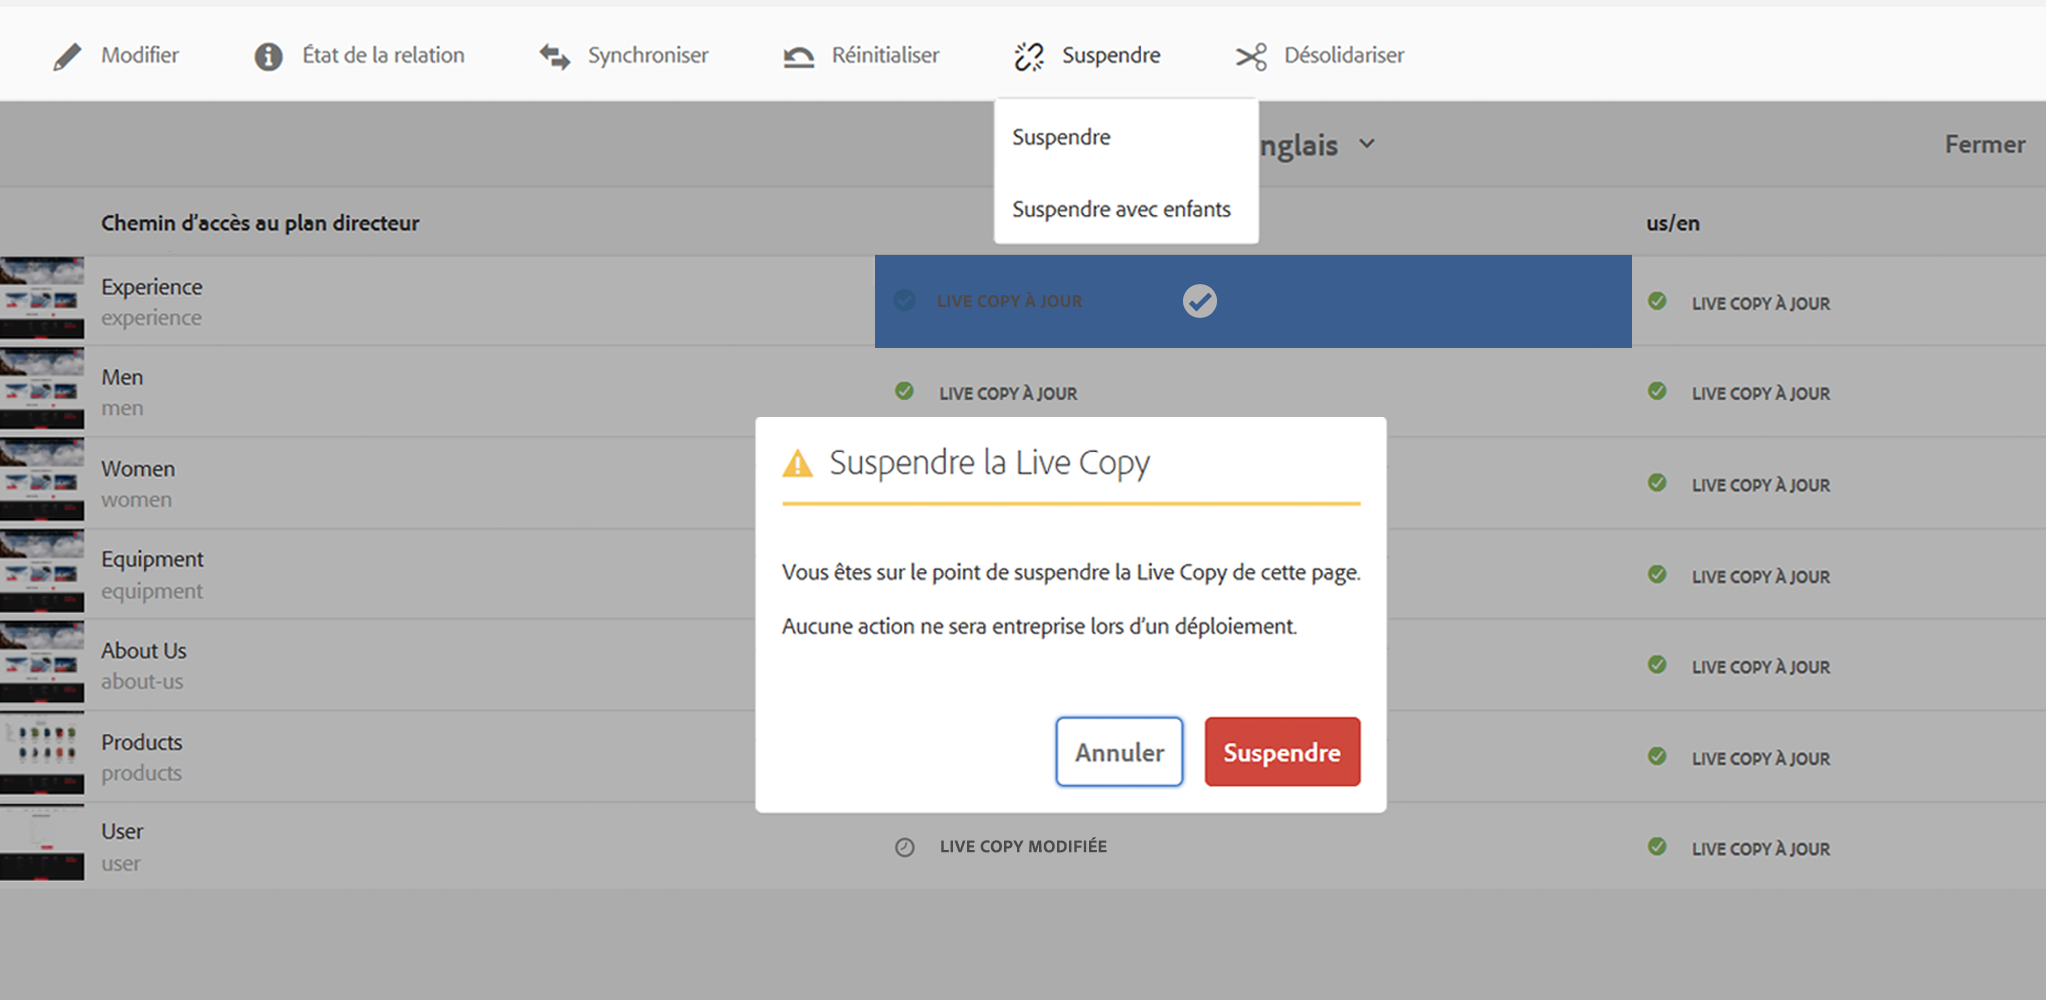 Modifier
État de la relation
Synchroniser
Réinitialiser
Suspendre
Désolidariser
Suspendre
Suspendre avec enfants
nglais
Fermer
Chemin d’accès au plan directeur
us/en
Experience
experience
LIVE COPY À JOUR
LIVE COPY À JOUR
Men
men
LIVE COPY À JOUR
LIVE COPY À JOUR
Women
women
LIVE COPY À JOUR
Equipment
equipment
LIVE COPY À JOUR
About Us
about-us
LIVE COPY À JOUR
Products
products
LIVE COPY À JOUR
User
user
LIVE COPY MODIFIÉE
LIVE COPY À JOUR
Suspendre la Live Copy
Vous êtes sur le point de suspendre la Live Copy de cette page.
Aucune action ne sera entreprise lors d’un déploiement.
Annuler
Suspendre